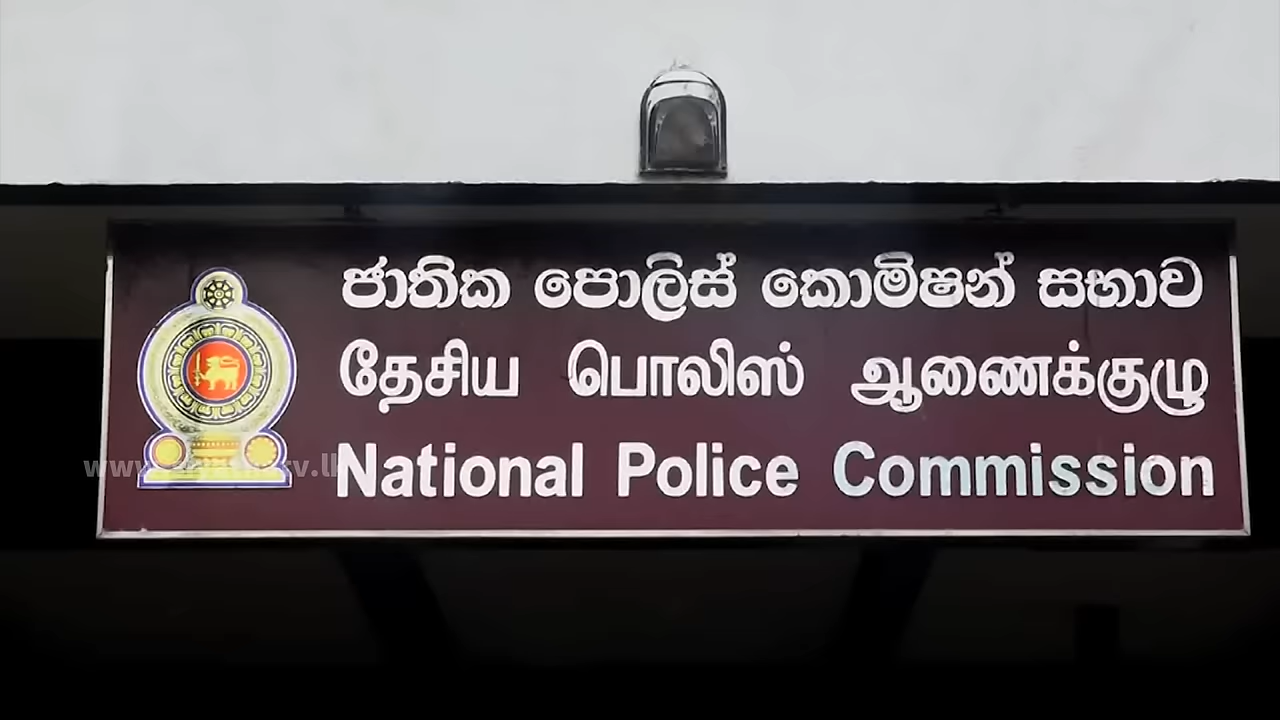 ජාතික පොලිස් කොමිෂන් සභාව
தேசிய பொலிஸ் ஆணைக்குழு
National Police Commission